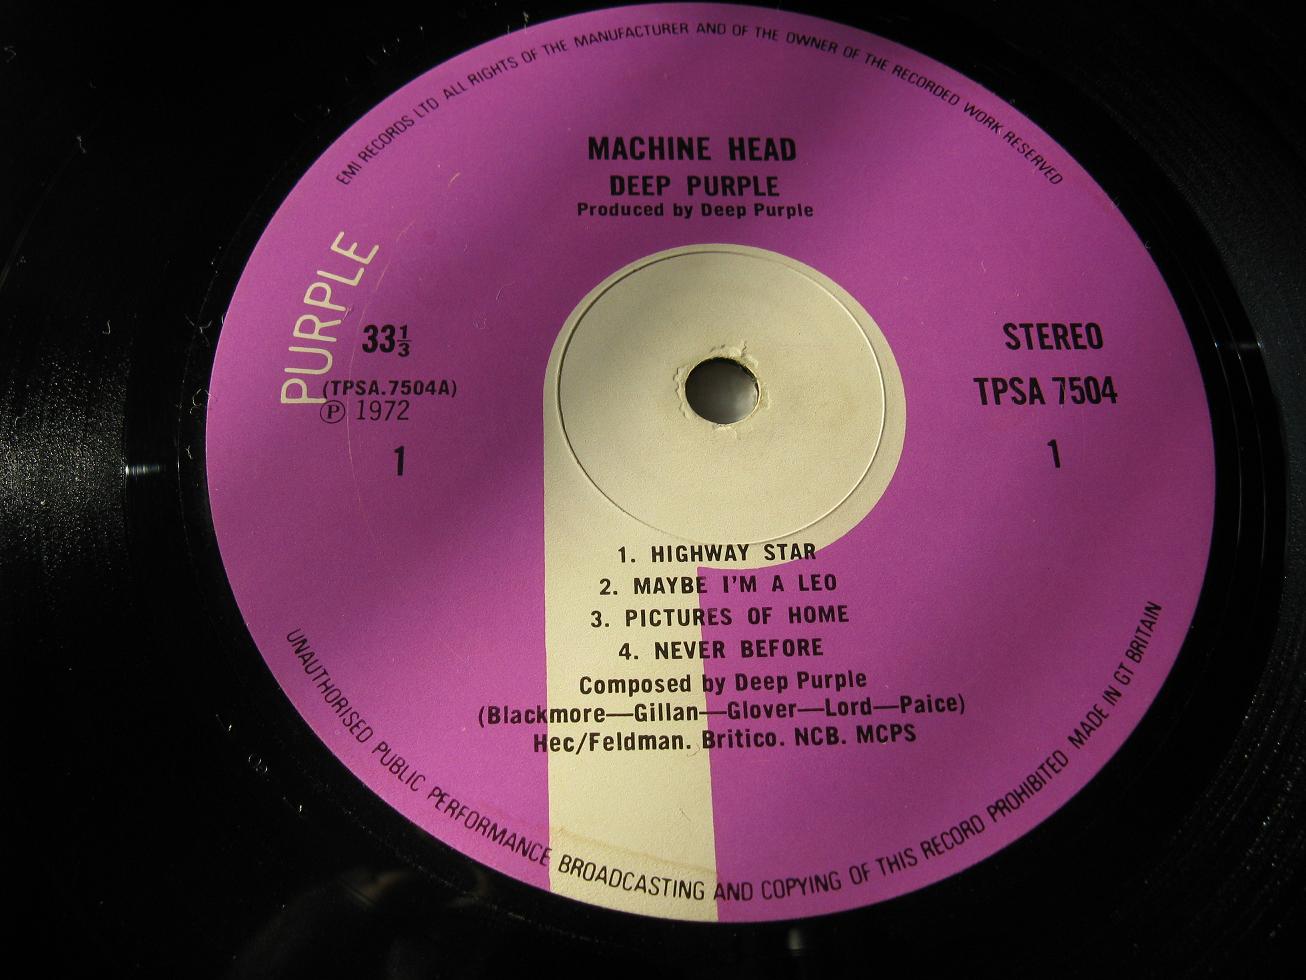 EMI RECORDS LTD ALL RIGHTS OF THE MANUFACTURER AND OF THE OWNER OF THE RECORDED WORK RESERVED
MACHINE HEAD
DEEP PURPLE
Produced by Deep Purple
PURPLE
33⅓
(TPSA.7504A)
Ⓟ 1972
1
STEREO
TPSA 7504
1
1. HIGHWAY STAR
2. MAYBE I'M A LEO
3. PICTURES OF HOME
4. NEVER BEFORE
Composed by Deep Purple
(Blackmore—Gillan—Glover—Lord—Paice)
Hec/Feldman. Britico. NCB. MCPS
UNAUTHORISED PUBLIC PERFORMANCE BROADCASTING AND COPYING OF THIS RECORD PROHIBITED MADE IN GT BRITAIN